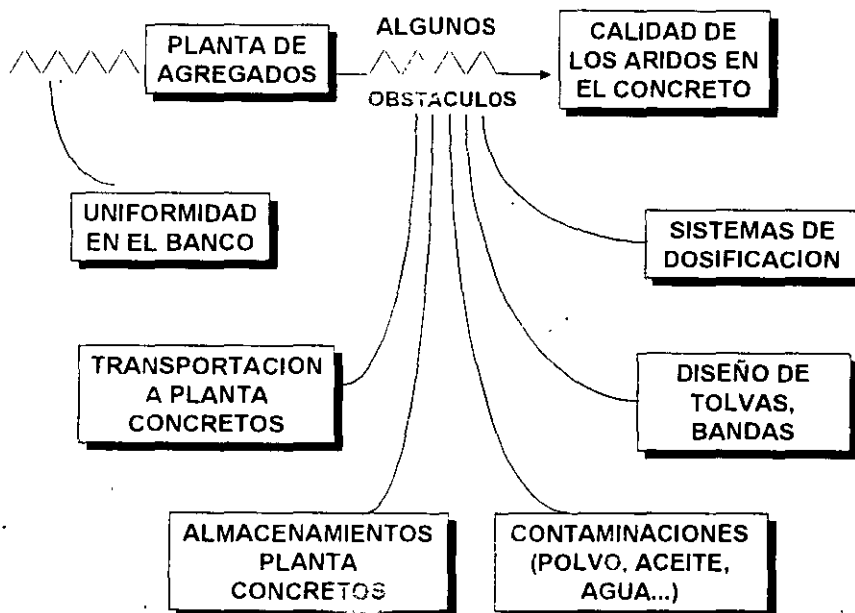 PLANTA DE
AGREGADOS
ALGUNOS
OBSTACULOS
CALIDAD DE
LOS ARIDOS EN
EL CONCRETO
UNIFORMIDAD
EN EL BANCO
SISTEMAS DE
DOSIFICACION
TRANSPORTACION
A PLANTA
CONCRETOS
DISEÑO DE
TOLVAS,
BANDAS
ALMACENAMIENTOS
PLANTA
CONCRETOS
CONTAMINACIONES
(POLVO, ACEITE,
AGUA...)